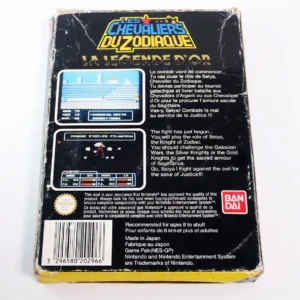 LES
CHEVALIERS
DU ZODIAQUE
LA LEGENDE D'OR
Le combat vient de commencer.
Tu vas jouer le rôle de Seiya,
Chevalier du Zodiaque.
Tu devras participer au tournoi
galactique et livrer bataille aux
Chevaliers d'Argent ou aux Chevaliers
d'Or pour te procurer l'armure sacrée
du Sagittaire.
Vas-y, Seiya! Combats le mal
au service de la Justice !!!
The fight has just begun.
You will play the role of Seiya,
the Knight of Zodiac.
You should challenge the Galaxian
Wars, the Silver Knights or the Gold
Knights to get the sacred armour
of Sagittarius.
Go, Seiya! Fight against the evil for
the sake of Justice!!!
BAN
DAI
Recommended for ages 8 to adult
Pour enfants de 8 ans et plus et adultes
Made in Japan
Fabriqué au Japon
Game Pak(NES-GP)
Nintendo and Nintendo Entertainment System
are Trademarks of Nintendo.
3 296580 202966